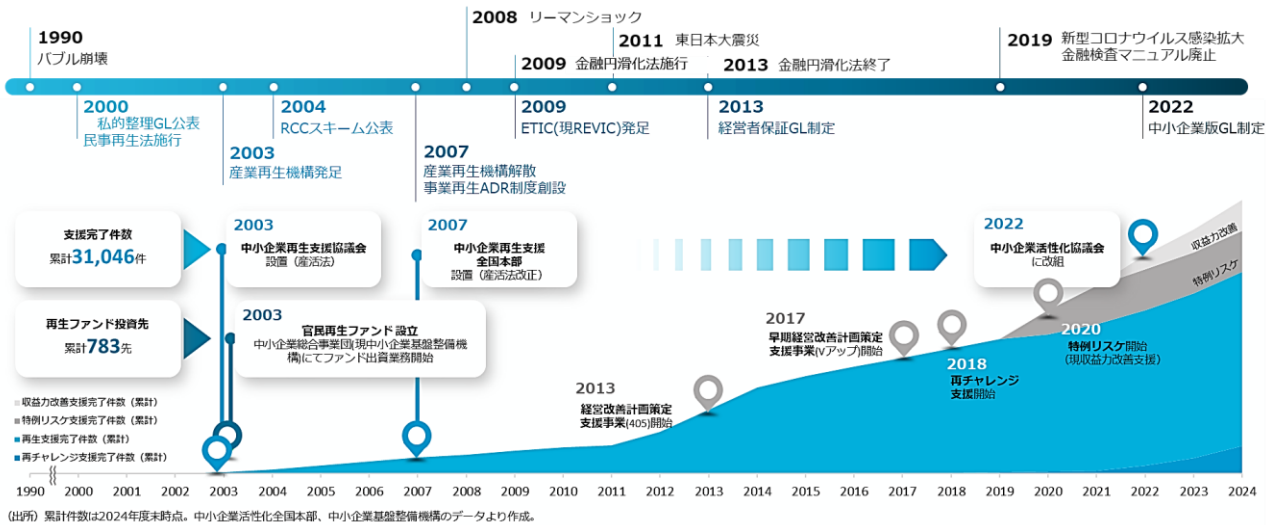 1990
バブル崩壊
2008 リーマンショック
2011 東日本大震災
2009 金融円滑化法施行
2013 金融円滑化法終了
2019 新型コロナウイルス感染拡大
金融検査マニュアル廃止
2000
私的整理GL公表
民事再生法施行
2003
産業再生機構発足
2004
RCCスキーム公表
2007
産業再生機構解散
事業再生ADR制度創設
2009
ETIC(現REVIC)発足
2013
経営者保証GL制定
2022
中小企業版GL制定
支援完了件数
累計31,046件
2003
中小企業再生支援協議会
設置（産活法）
2007
中小企業再生支援
全国本部
設置（産活法改正）
2022
中小企業活性化協議会
に改組
収益力改善
特例リスケ
再生ファンド投資先
累計783先
2003
官民再生ファンド設立
中小企業総合事業団(現中小企業基盤整備機
構)にてファンド出資業務開始
2013
経営改善計画策定
支援事業(405)開始
2017
早期経営改善計画策定
支援事業(Vアップ)開始
2018
再チャレンジ
支援開始
2020
特例リスケ開始
（現収益力改善支援）
収益力改善支援完了件数（累計）
特例リスケ支援完了件数（累計）
再生支援完了件数（累計）
再チャレンジ支援完了件数（累計）
1990 2000 2001 2002 2003 2004 2005 2006 2007 2008 2009 2010 2011 2012 2013 2014 2015 2016 2017 2018 2019 2020 2021 2022 2023 2024
（出所）累計件数は2024年度末時点。中小企業活性化全国本部、中小企業基盤整備機構のデータより作成。